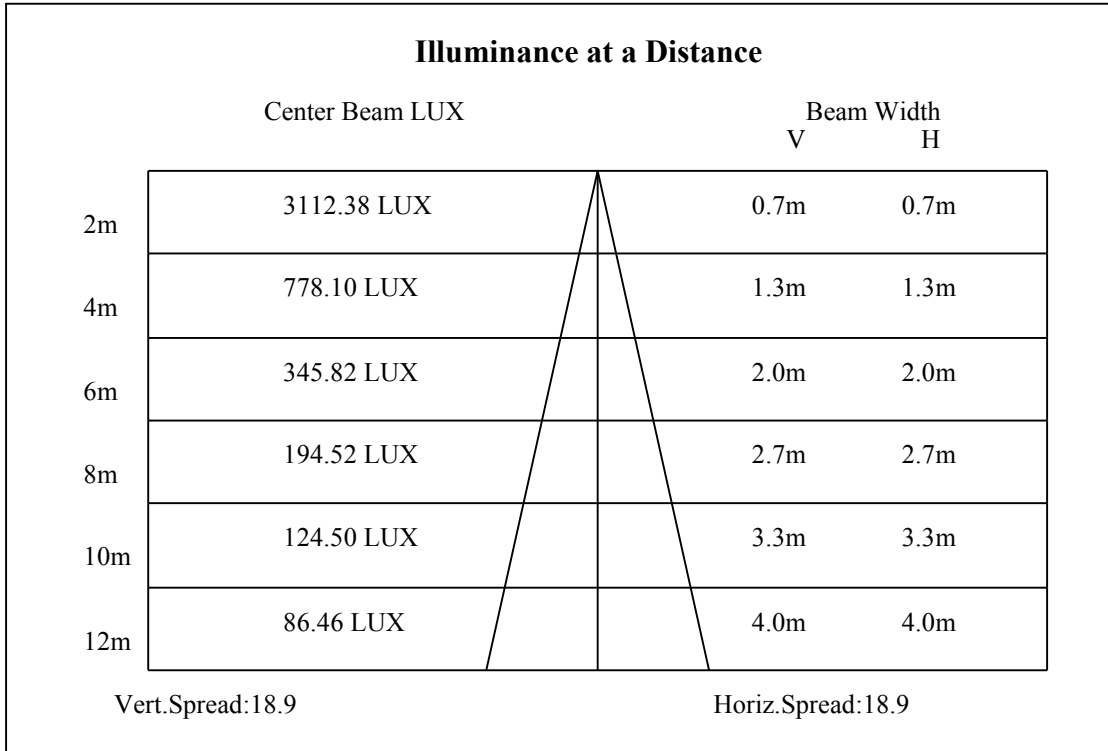 Illuminance at a Distance
Center Beam LUX Beam Width
V H
2m 3112.38 LUX 0.7m 0.7m
4m 778.10 LUX 1.3m 1.3m
6m 345.82 LUX 2.0m 2.0m
8m 194.52 LUX 2.7m 2.7m
10m 124.50 LUX 3.3m 3.3m
12m 86.46 LUX 4.0m 4.0m
Vert.Spread:18.9 Horiz.Spread:18.9